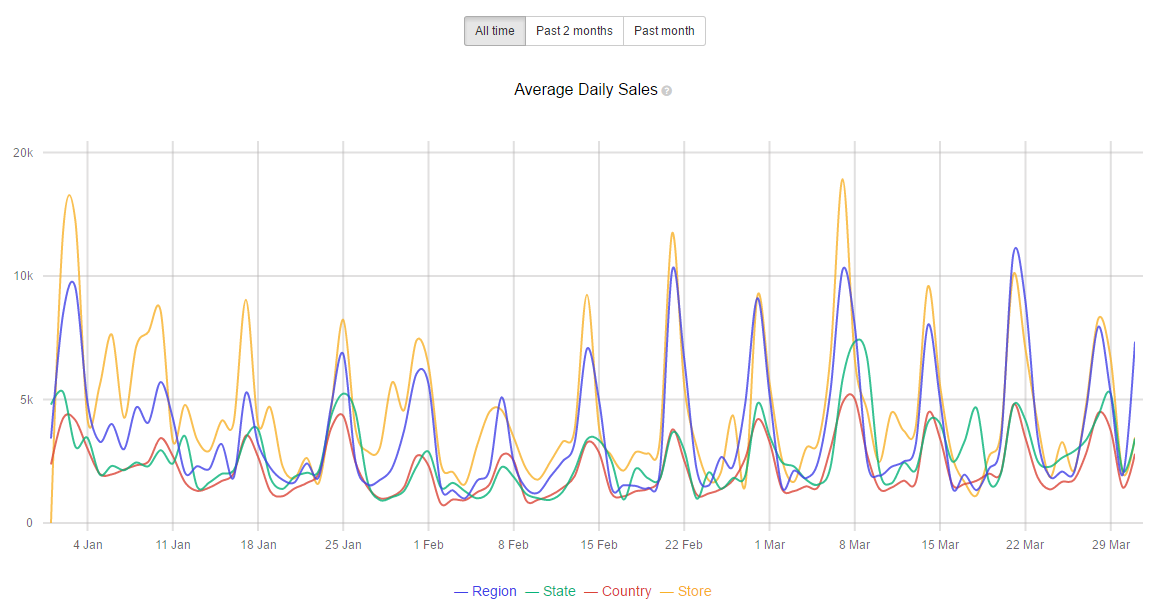 All time Past 2 months Past month
Average Daily Sales ?
20k
10k
5k
0
4 Jan 11 Jan 18 Jan 25 Jan 1 Feb 8 Feb 15 Feb 22 Feb 1 Mar 8 Mar 15 Mar 22 Mar 29 Mar
Region State Country Store